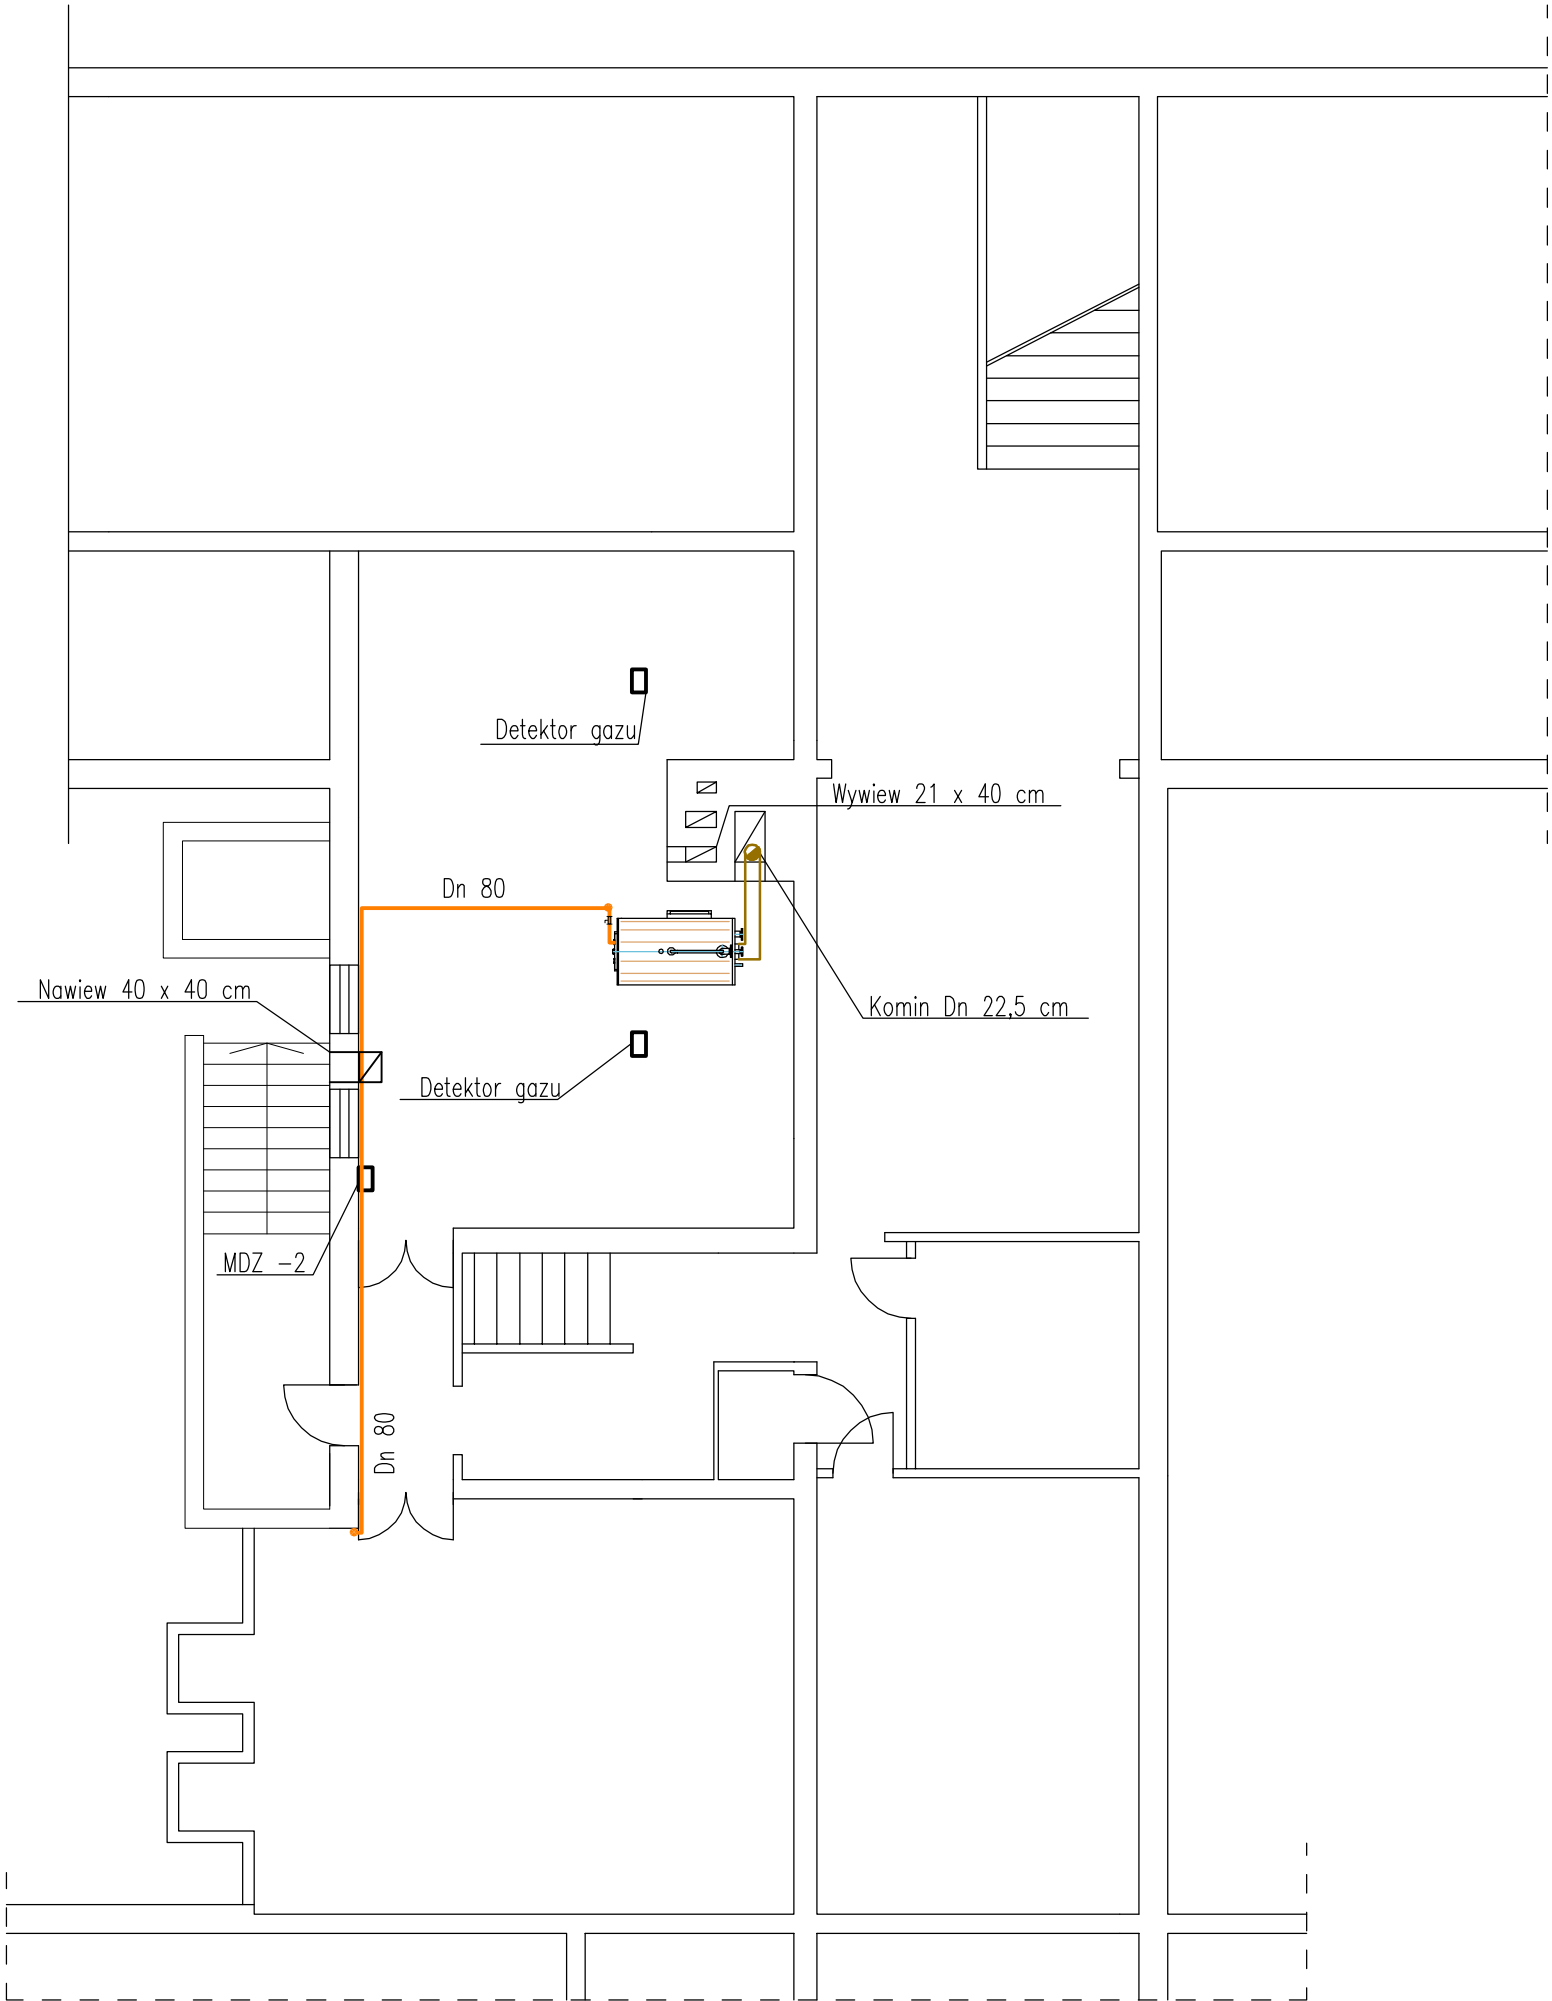 Detektor gazu
Wywiew 21 x 40 cm
Dn 80
Nawiew 40 x 40 cm
Komin Dn 22,5 cm
Detektor gazu
MDZ -2
Dn 80